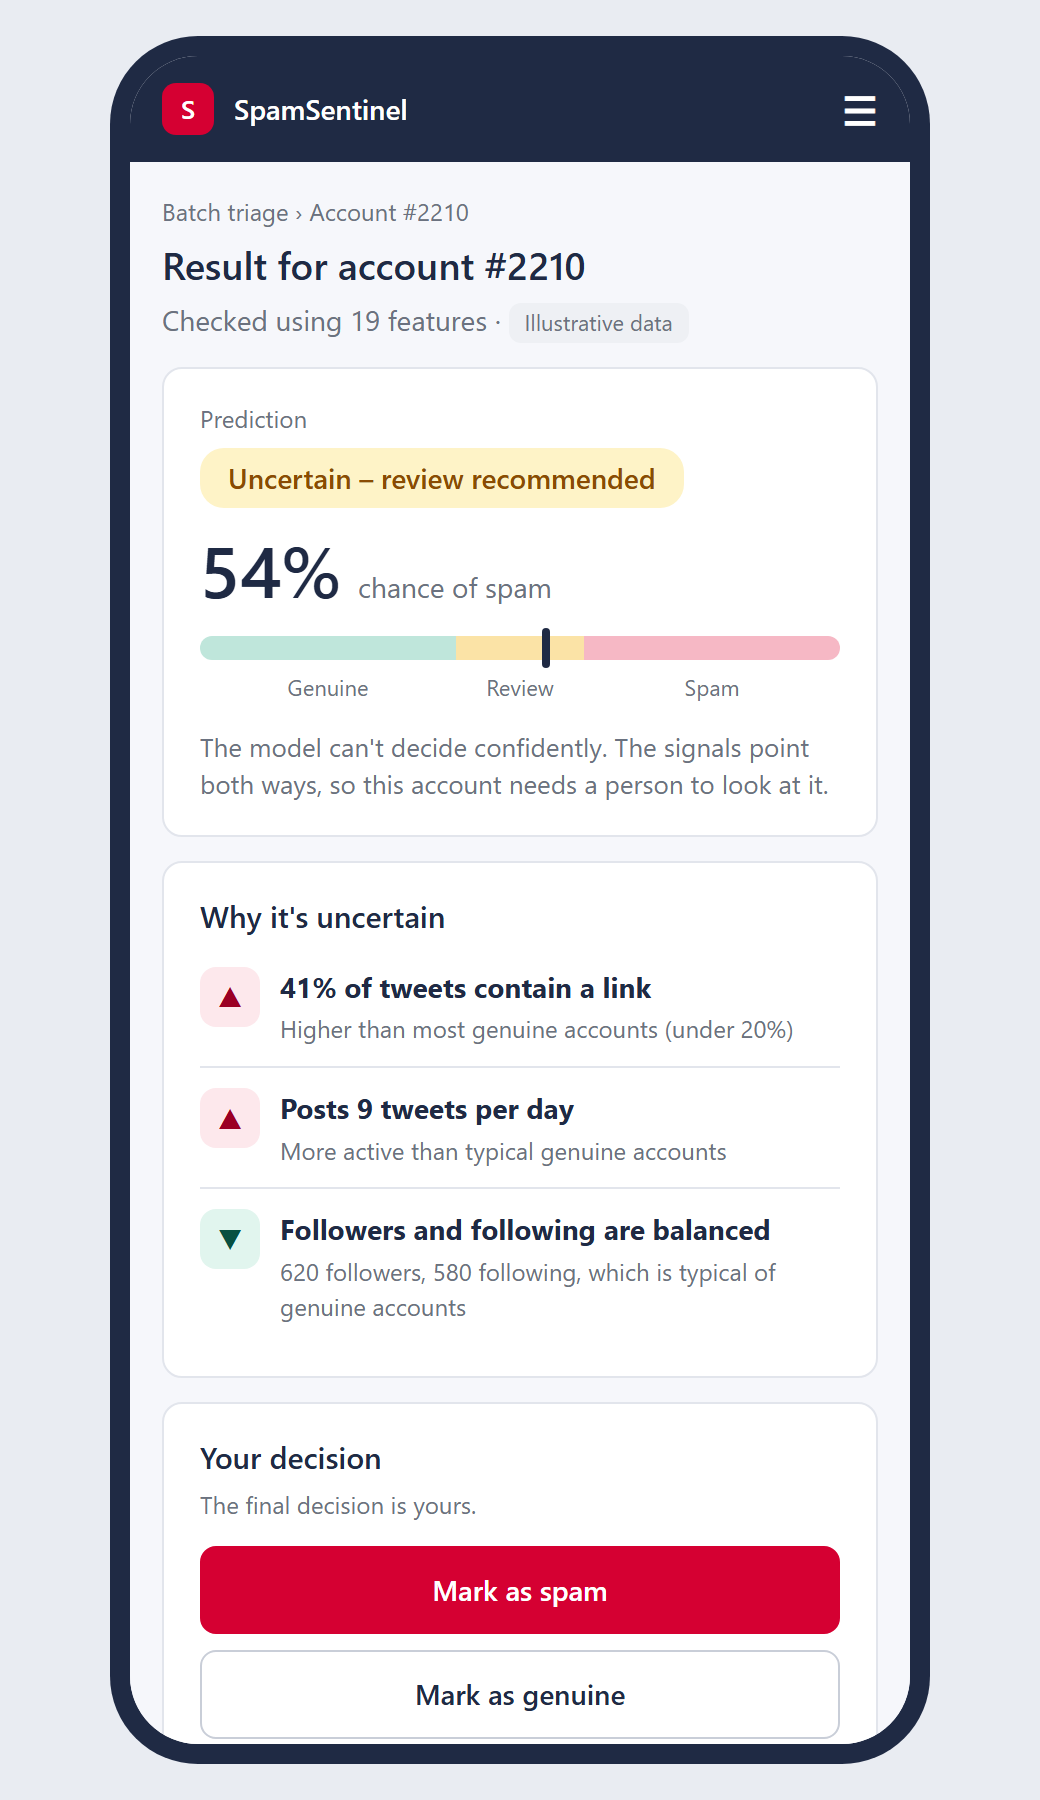 S SpamSentinel
Batch triage › Account #2210
Result for account #2210
Checked using 19 features · Illustrative data
Prediction
Uncertain – review recommended
54% chance of spam
Genuine Review Spam
The model can't decide confidently. The signals point
both ways, so this account needs a person to look at it.
Why it's uncertain
▲ 41% of tweets contain a link
Higher than most genuine accounts (under 20%)
▲ Posts 9 tweets per day
More active than typical genuine accounts
▼ Followers and following are balanced
620 followers, 580 following, which is typical of
genuine accounts
Your decision
The final decision is yours.
Mark as spam
Mark as genuine